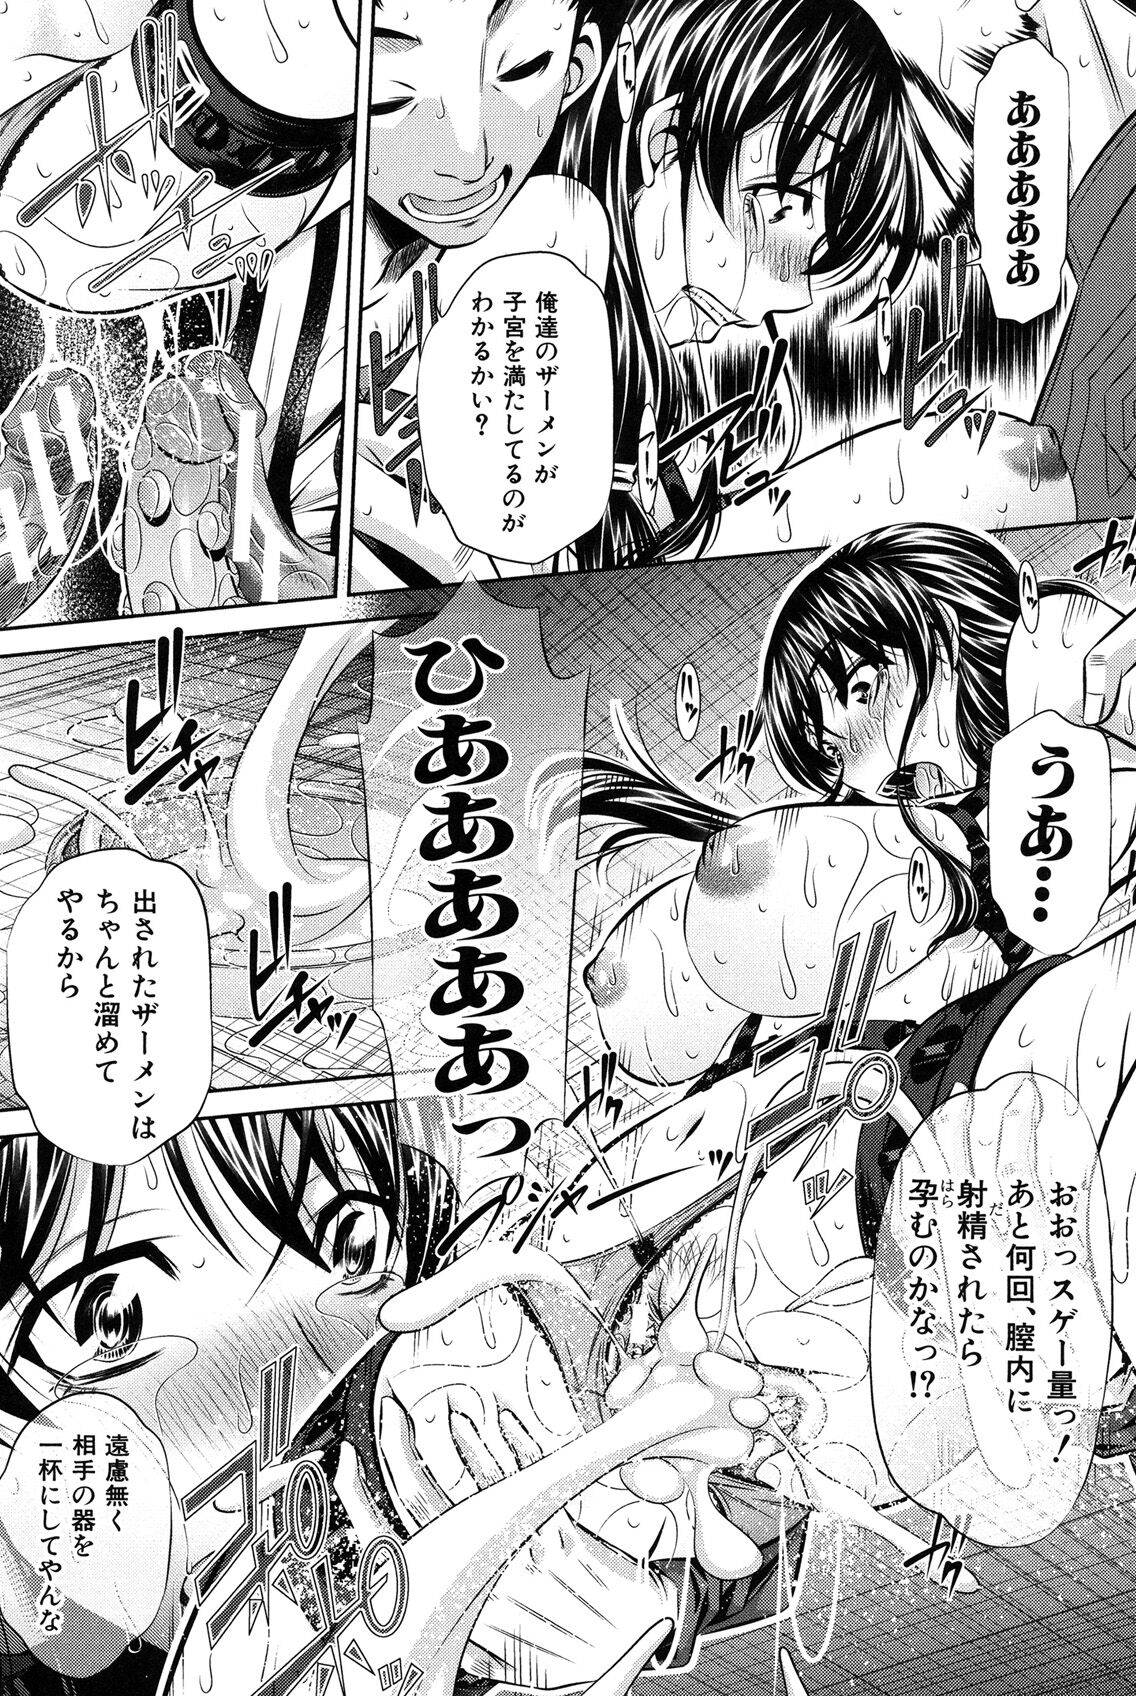 ああああぁ
俺達のザーメンが
子宮を満たしてるのが
わかるかい?
うあ…
ひぁああああぁっ
おおっスゲー量っ!
あと何回、膣内に
射精されたら
孕むのかなっ!?
出されたザーメンは
ちゃんと溜めて
やるから
遠慮無く
相手の器を
一杯にしてやんな